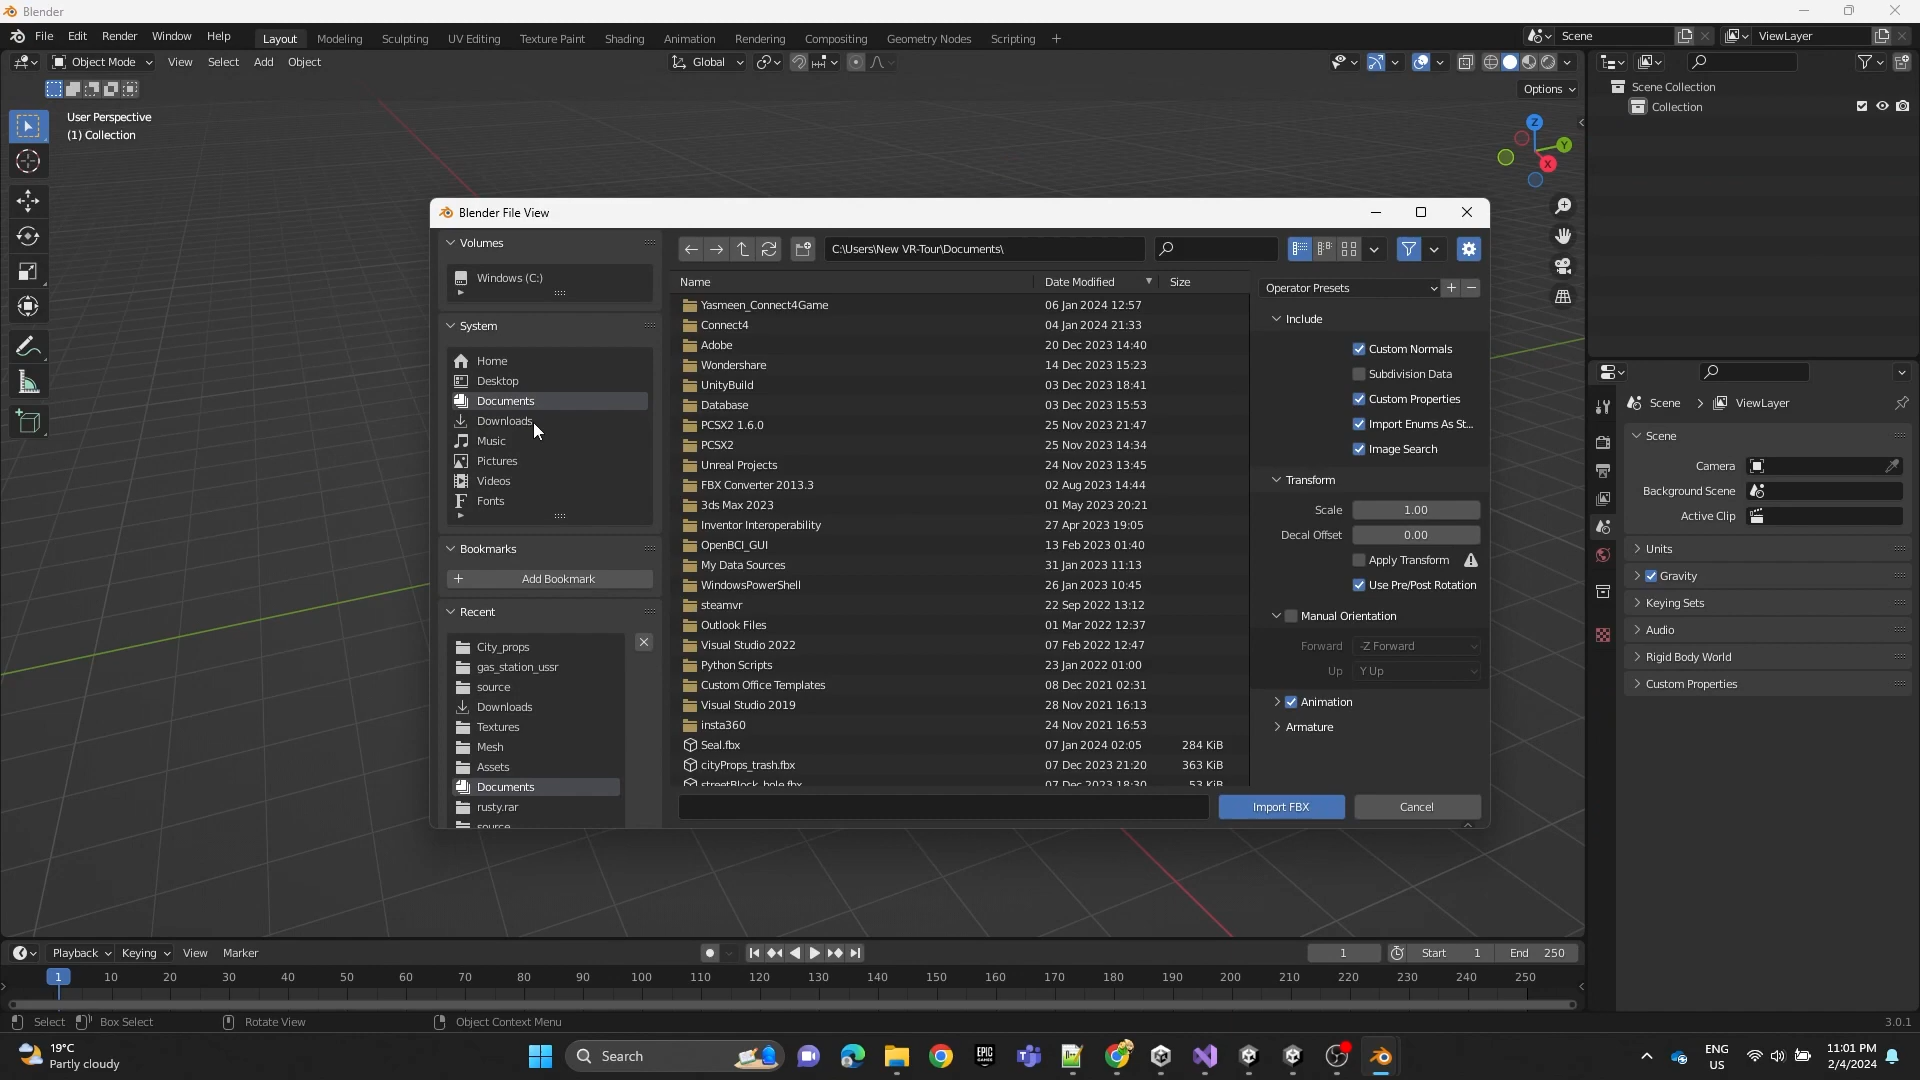 Blender
File Edit Render Window Help Layout Modeling Sculpting UV Editing Texture Paint Shading Animation Rendering Compositing Geometry Nodes Scripting + Scene ViewLayer
Object Mode View Select Add Object Global
Options
User Perspective
(1) Collection
Z
Y
X
Scene Collection
Collection
Blender File View
Volumes
Windows (C:)
System
Home
Desktop
Documents
Downloads
Music
Pictures
Videos
Fonts
Bookmarks
+ Add Bookmark
Recent
City_props
gas_station_ussr
source
Downloads
Textures
Mesh
Assets
Documents
rusty.rar
source
C:\Users\New VR-Tour\Documents\
Name Date Modified Size
Yasmeen_Connect4Game 06 Jan 2024 12:57
Connect4 04 Jan 2024 21:33
Adobe 20 Dec 2023 14:40
Wondershare 14 Dec 2023 15:23
UnityBuild 03 Dec 2023 18:41
Database 03 Dec 2023 15:53
PCSX2 1.6.0 25 Nov 2023 21:47
PCSX2 25 Nov 2023 14:34
Unreal Projects 24 Nov 2023 13:45
FBX Converter 2013.3 02 Aug 2023 14:44
3ds Max 2023 01 May 2023 20:21
Inventor Interoperability 27 Apr 2023 19:05
OpenBCI_GUI 13 Feb 2023 01:40
My Data Sources 31 Jan 2023 11:13
WindowsPowerShell 26 Jan 2023 10:45
steamvr 22 Sep 2022 13:12
Outlook Files 01 Mar 2022 12:37
Visual Studio 2022 07 Feb 2022 12:47
Python Scripts 23 Jan 2022 01:00
Custom Office Templates 08 Dec 2021 02:31
Visual Studio 2019 28 Nov 2021 16:13
insta360 24 Nov 2021 16:53
Seal.fbx 07 Jan 2024 02:05 284 KiB
cityProps_trash.fbx 07 Dec 2023 21:20 363 KiB
streetBlock_hole.fbx 07 Dec 2023 18:30 53 KiB
Operator Presets + −
Include
Custom Normals
Subdivision Data
Custom Properties
Import Enums As St...
Image Search
Transform
Scale 1.00
Decal Offset 0.00
Apply Transform
Use Pre/Post Rotation
Manual Orientation
Forward -Z Forward
Up Y Up
Animation
Armature
Import FBX Cancel
Scene > ViewLayer
Scene
Camera
Background Scene
Active Clip
Units
Gravity
Keying Sets
Audio
Rigid Body World
Custom Properties
Playback Keying View Marker 1 Start 1 End 250
1 10 20 30 40 50 60 70 80 90 100 110 120 130 140 150 160 170 180 190 200 210 220 230 240 250
Select Box Select Rotate View Object Context Menu 3.0.1
19°C
Partly cloudy
Search
EPIC GAMES
ENG
US
11:01 PM
2/4/2024